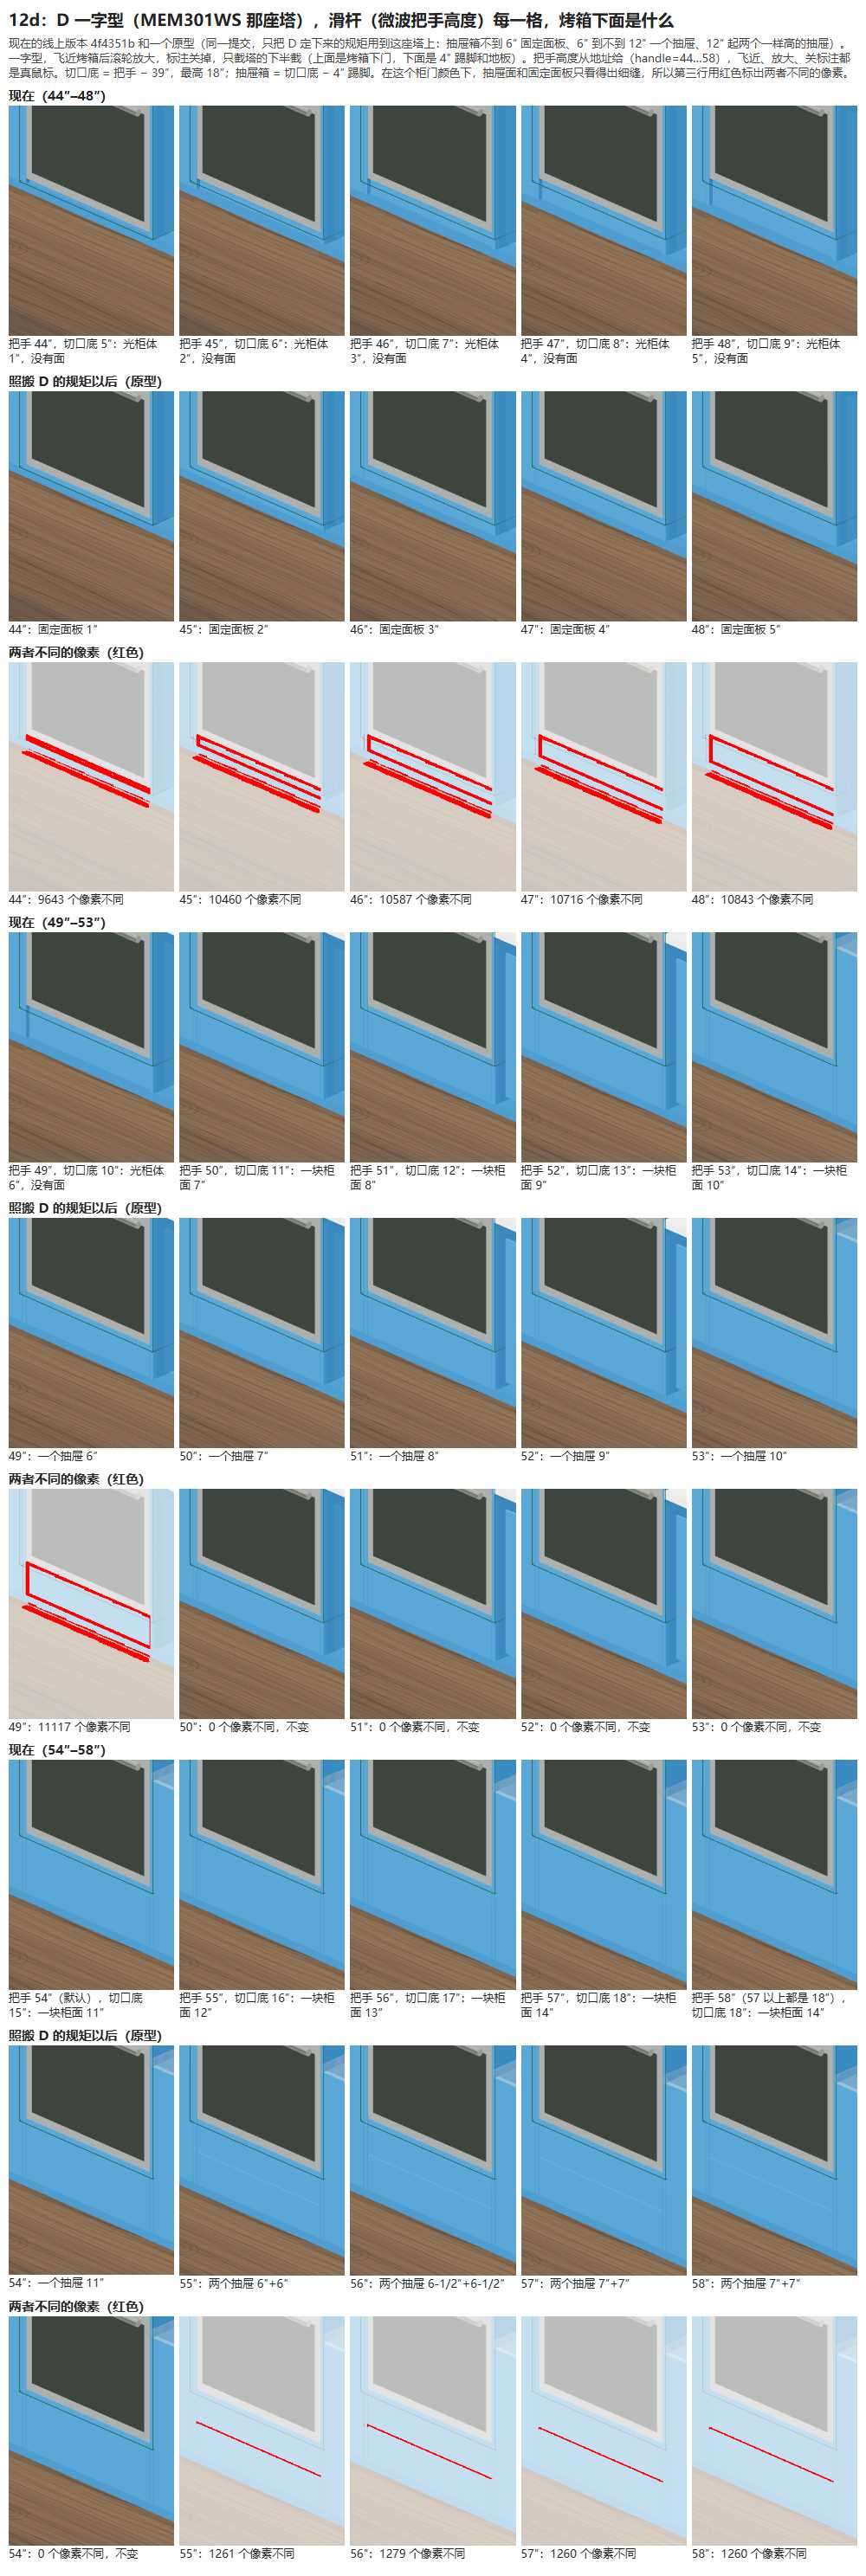 12d：D 一字型（MEM301WS 那座塔），滑杆（微波把手高度）每一格，烤箱下面是什么
现在的线上版本 4f4351b 和一个原型（同一提交，只把 D 定下来的规矩用到这座塔上：抽屉箱不到 6″ 固定面板、6″ 到不到 12″ 一个抽屉、12″ 起两个一样高的抽屉）。
一字型，飞近烤箱后滚轮放大，标注关掉，只截塔的下半截（上面是烤箱下门，下面是 4″ 踢脚和地板）。把手高度从地址给（handle=44…58），飞近、放大、关标注都
是真鼠标。切口底 = 把手 − 39″，最高 18″；抽屉箱 = 切口底 − 4″ 踢脚。在这个柜门颜色下，抽屉面和固定面板只看得出细缝，所以第三行用红色标出两者不同的像素。
现在（44″–48″）
把手 44″，切口底 5″：光柜体 1″，没有面
把手 45″，切口底 6″：光柜体 2″，没有面
把手 46″，切口底 7″：光柜体 3″，没有面
把手 47″，切口底 8″：光柜体 4″，没有面
把手 48″，切口底 9″：光柜体 5″，没有面
照搬 D 的规矩以后（原型）
44″：固定面板 1″
45″：固定面板 2″
46″：固定面板 3″
47″：固定面板 4″
48″：固定面板 5″
两者不同的像素（红色）
44″：9643 个像素不同
45″：10460 个像素不同
46″：10587 个像素不同
47″：10716 个像素不同
48″：10843 个像素不同
现在（49″–53″）
把手 49″，切口底 10″：光柜体 6″，没有面
把手 50″，切口底 11″：一块柜面 7″
把手 51″，切口底 12″：一块柜面 8″
把手 52″，切口底 13″：一块柜面 9″
把手 53″，切口底 14″：一块柜面 10″
照搬 D 的规矩以后（原型）
49″：一个抽屉 6″
50″：一个抽屉 7″
51″：一个抽屉 8″
52″：一个抽屉 9″
53″：一个抽屉 10″
两者不同的像素（红色）
49″：11117 个像素不同
50″：0 个像素不同，不变
51″：0 个像素不同，不变
52″：0 个像素不同，不变
53″：0 个像素不同，不变
现在（54″–58″）
把手 54″（默认），切口底 15″：一块柜面 11″
把手 55″，切口底 16″：一块柜面 12″
把手 56″，切口底 17″：一块柜面 13″
把手 57″，切口底 18″：一块柜面 14″
把手 58″（57 以上都是 18″），切口底 18″：一块柜面 14″
照搬 D 的规矩以后（原型）
54″：一个抽屉 11″
55″：两个抽屉 6″+6″
56″：两个抽屉 6-1/2″+6-1/2″
57″：两个抽屉 7″+7″
58″：两个抽屉 7″+7″
两者不同的像素（红色）
54″：0 个像素不同，不变
55″：1261 个像素不同
56″：1279 个像素不同
57″：1260 个像素不同
58″：1260 个像素不同